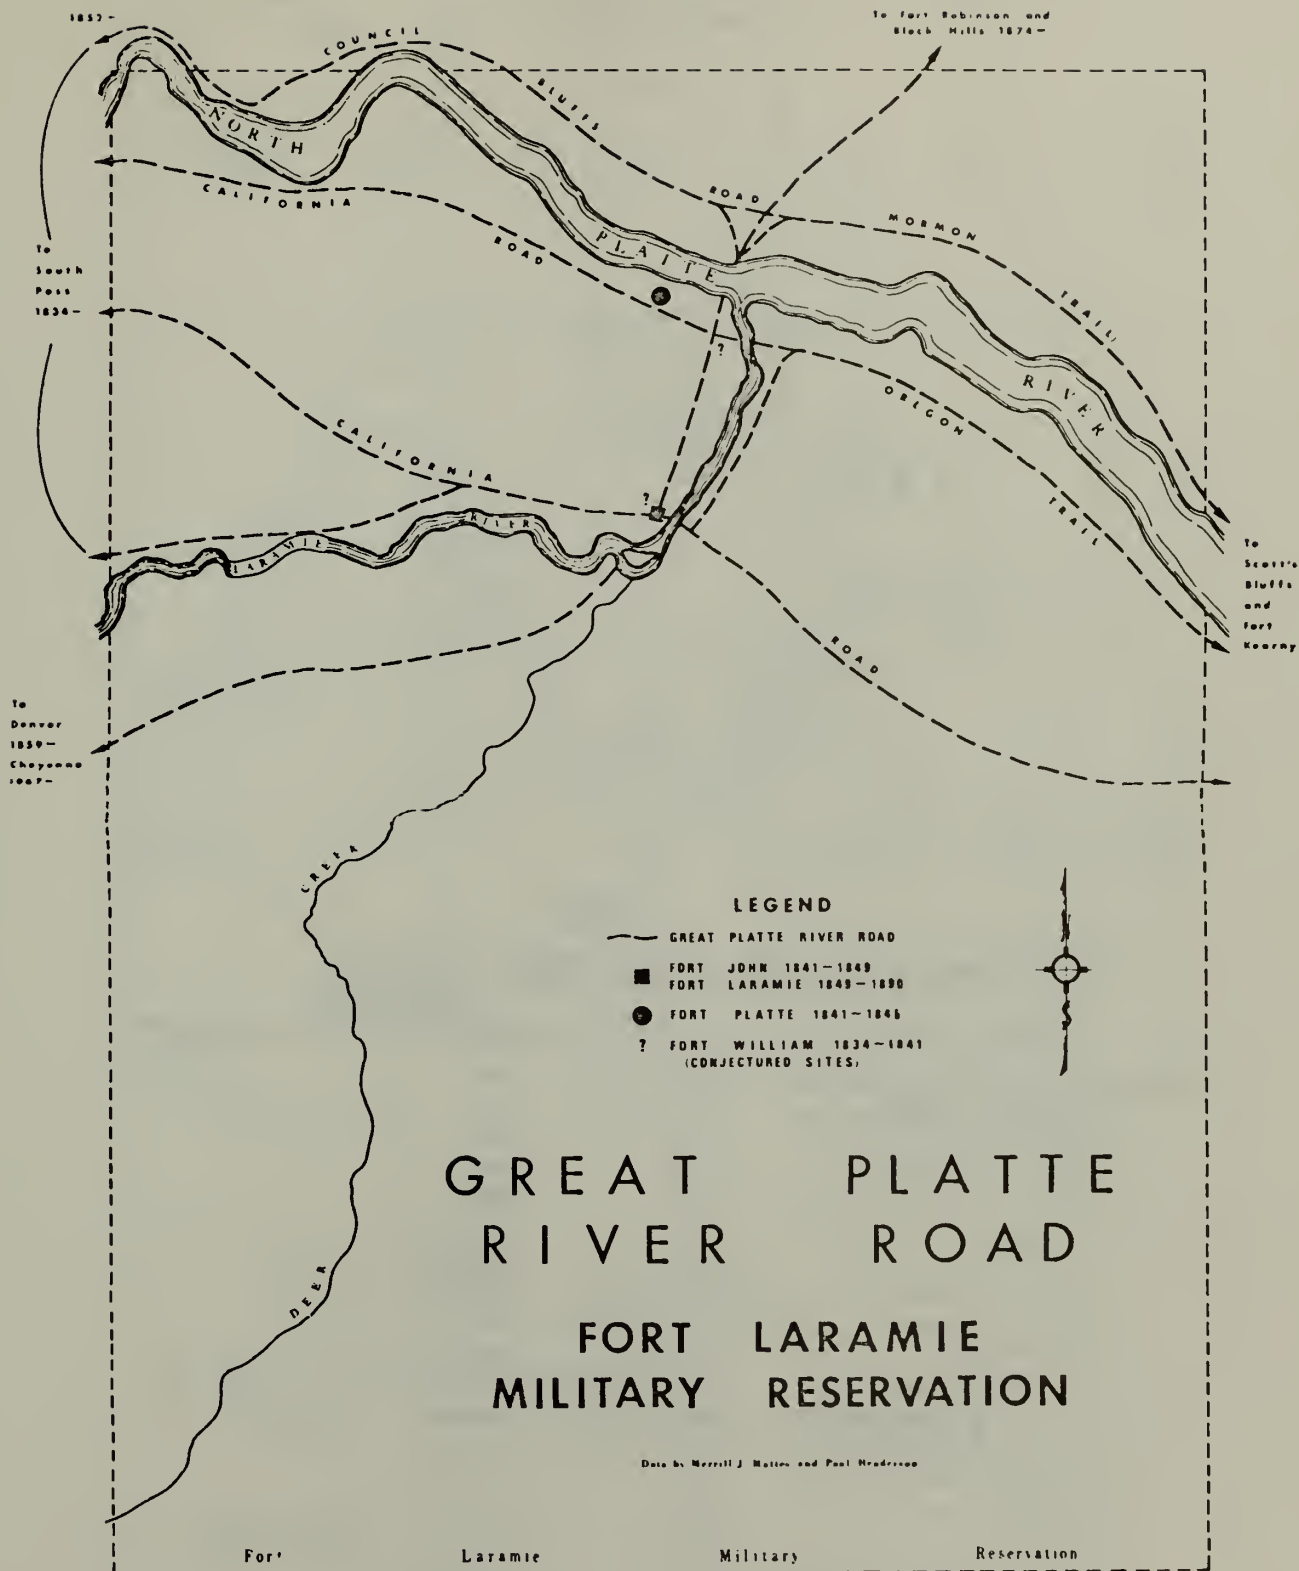 To Fort Robinson and
Black Hills 1874—
COUNCIL BLUFFS ROAD
MORMON TRAIL)
NORTH PLATTE RIVER
CALIFORNIA ROAD
OREGON TRAIL
To
South
Pass
1834—
CALIFORNIA
ROAD
LARAMIE RIVER
?
?
To
Scott's
Bluffs
and
Fort
Kearny
To
Denver
1859—
Cheyenne
DEER CREEK
LEGEND
GREAT PLATTE RIVER ROAD
FORT JOHN 1841–1849
FORT LARAMIE 1849–1890
FORT PLATTE 1841–1845
? FORT WILLIAM 1834–1841
(CONJECTURED SITES)
GREAT PLATTE
RIVER ROAD
FORT LARAMIE
MILITARY RESERVATION
Data by Merrill J. Mattes and Paul Henderson
Fort Laramie Military Reservation